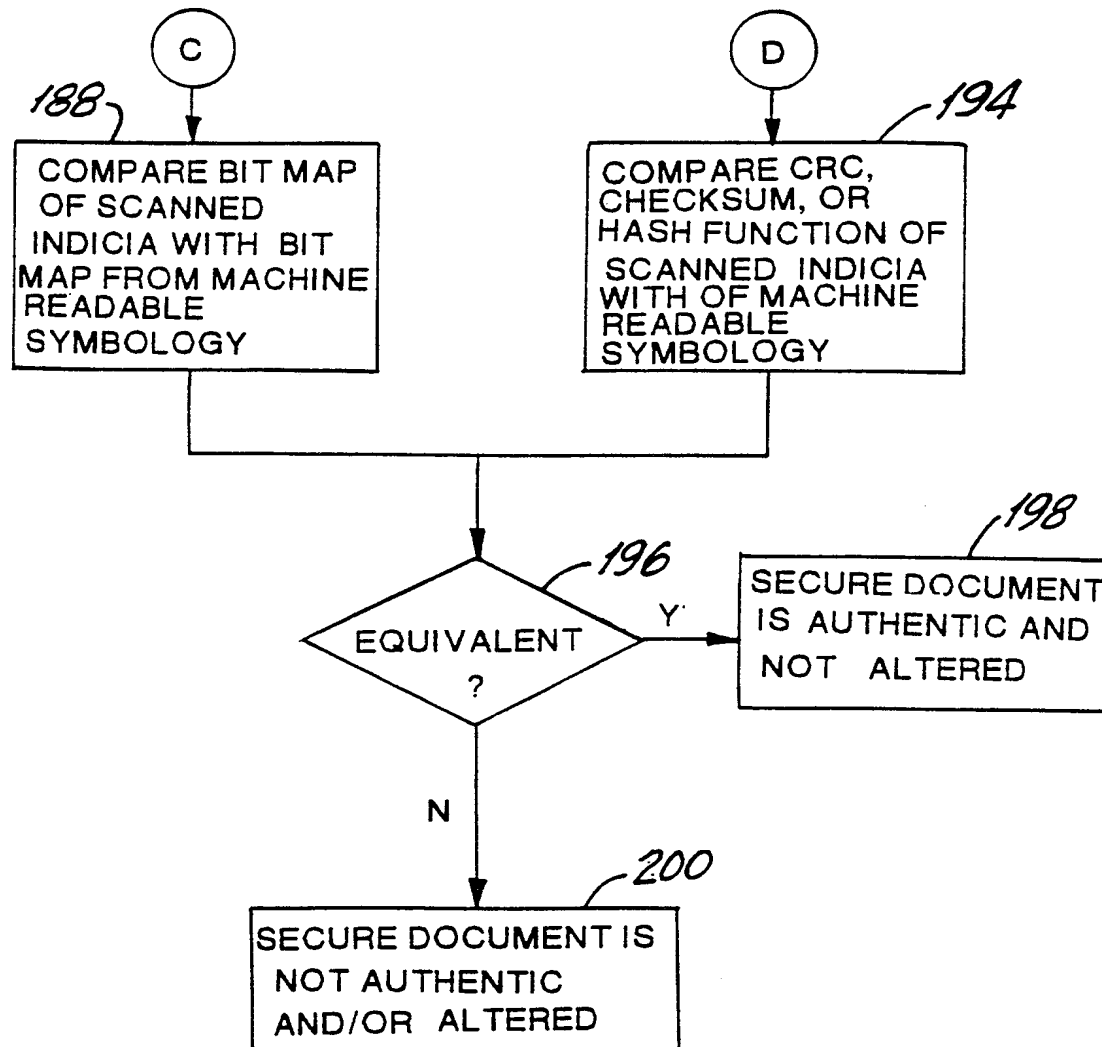 C
D
188
194
COMPARE BIT MAP
OF SCANNED
INDICIA WITH BIT
MAP FROM MACHINE
READABLE
SYMBOLOGY
COMPARE CRC,
CHECKSUM, OR
HASH FUNCTION OF
SCANNED INDICIA
WITH OF MACHINE
READABLE
SYMBOLOGY
196
EQUIVALENT
?
Y
198
SECURE DOCUMENT
IS AUTHENTIC AND
NOT ALTERED
N
200
SECURE DOCUMENT IS
NOT AUTHENTIC
AND/OR ALTERED